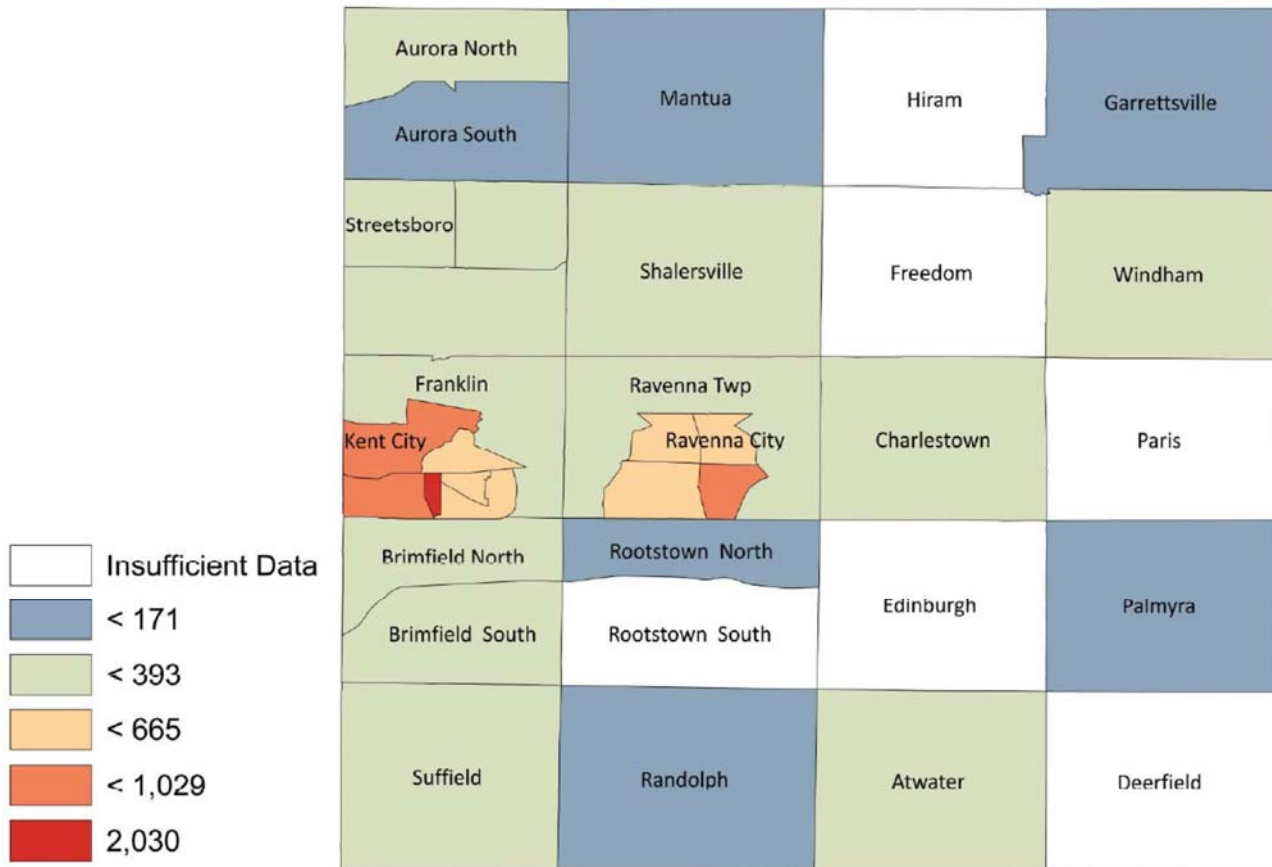 Aurora North
Mantua
Hiram
Garrettsville
Aurora South
Streetsboro
Shalersville
Freedom
Windham
Franklin
Ravenna Twp
Kent City
Ravenna City
Charlestown
Paris
Brimfield North
Rootstown North
Edinburgh
Palmyra
Brimfield South
Rootstown South
Suffield
Randolph
Atwater
Deerfield
Insufficient Data
< 171
< 393
< 665
< 1,029
2,030